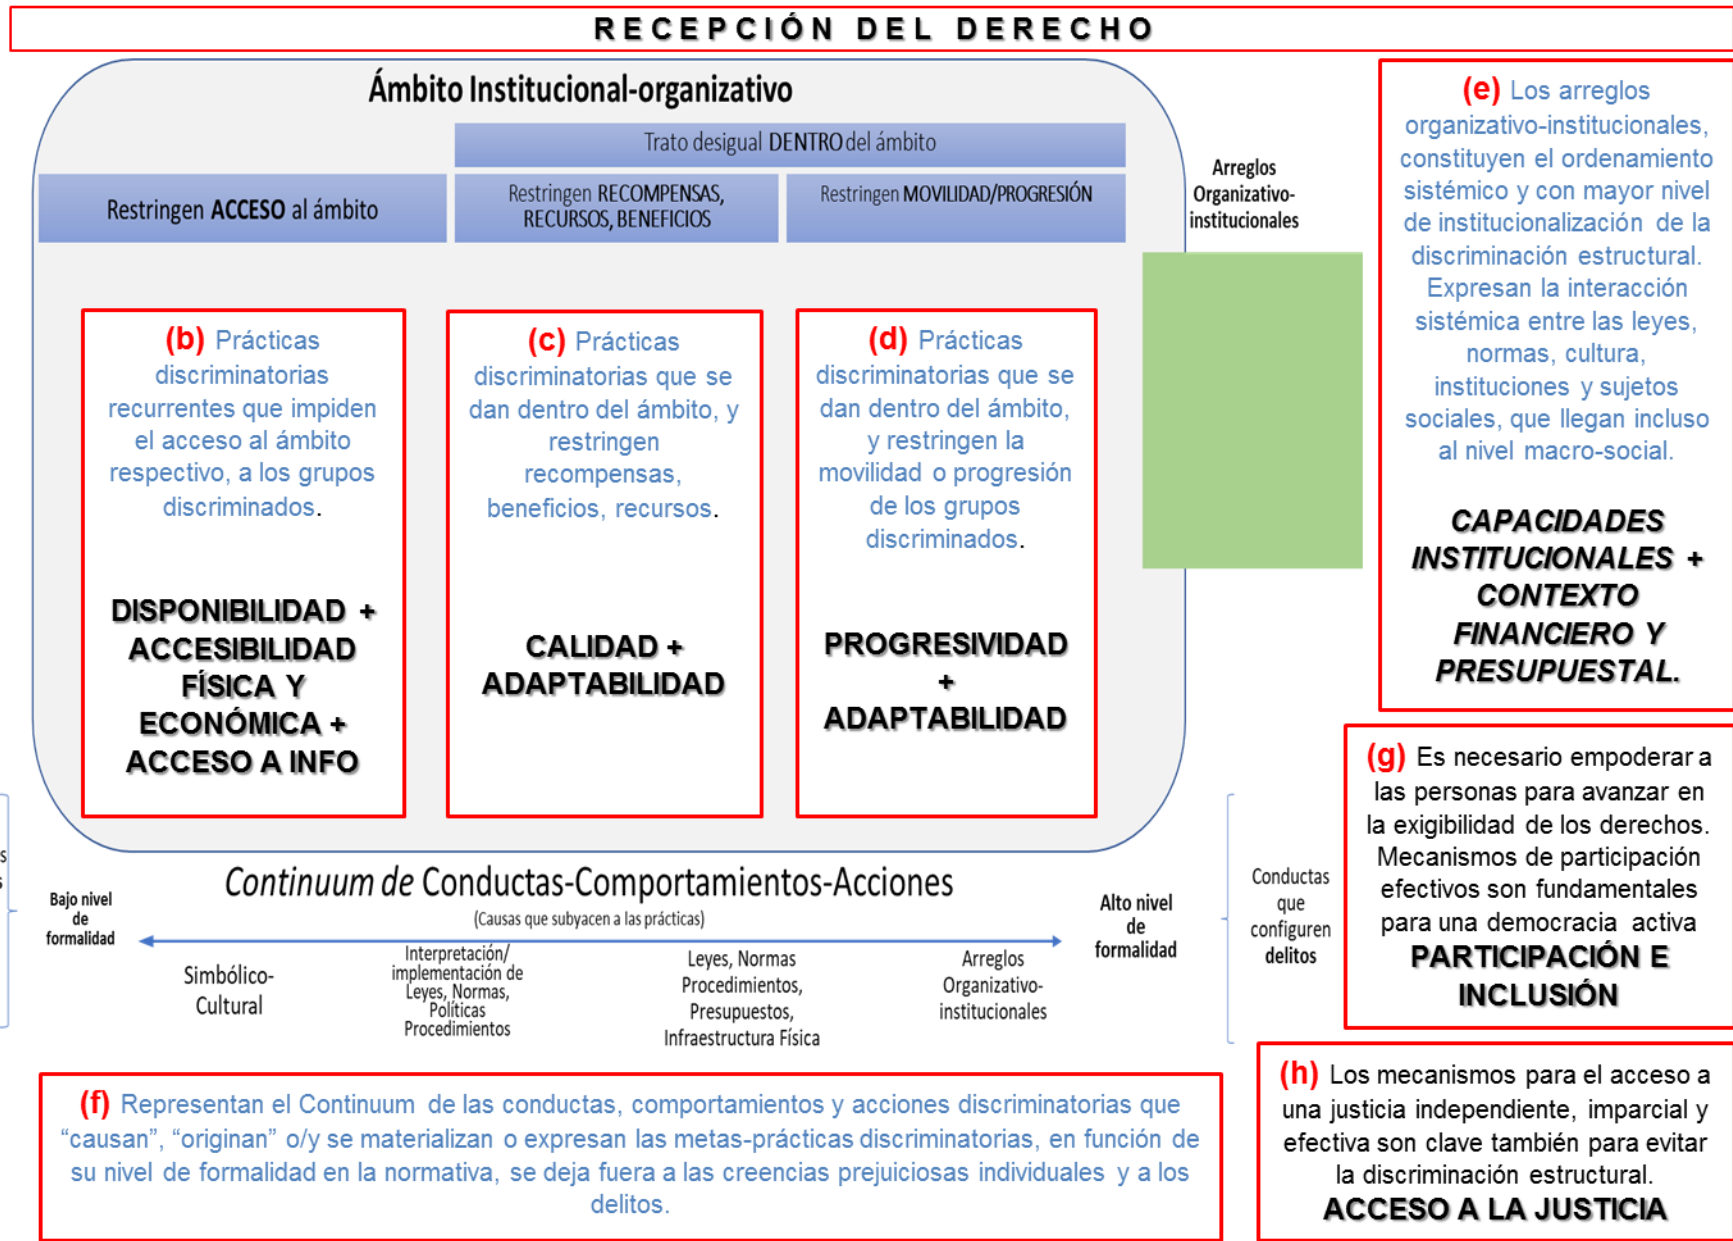 RECEPCIÓN DEL DERECHO
Ámbito Institucional-organizativo
Trato desigual DENTRO del ámbito
Restringen ACCESO al ámbito
Restringen RECOMPENSAS,
RECURSOS, BENEFICIOS
Restringen MOVILIDAD/PROGRESIÓN
Arreglos
Organizativo-
institucionales
(b) Prácticas
discriminatorias
recurrentes que impiden
el acceso al ámbito
respectivo, a los grupos
discriminados.
DISPONIBILIDAD +
ACCESIBILIDAD
FÍSICA Y
ECONÓMICA +
ACCESO A INFO
(c) Prácticas
discriminatorias que se
dan dentro del ámbito, y
restringen
recompensas,
beneficios, recursos.
CALIDAD +
ADAPTABILIDAD
(d) Prácticas
discriminatorias que se
dan dentro del ámbito,
y restringen la
movilidad o progresión
de los grupos
discriminados.
PROGRESIVIDAD
+
ADAPTABILIDAD
(e) Los arreglos
organizativo-institucionales,
constituyen el ordenamiento
sistémico y con mayor nivel
de institucionalización de la
discriminación estructural.
Expresan la interacción
sistémica entre las leyes,
normas, cultura,
instituciones y sujetos
sociales, que llegan incluso
al nivel macro-social.
CAPACIDADES
INSTITUCIONALES +
CONTEXTO
FINANCIERO Y
PRESUPUESTAL.
(g) Es necesario empoderar a
las personas para avanzar en
la exigibilidad de los derechos.
Mecanismos de participación
efectivos son fundamentales
para una democracia activa
PARTICIPACIÓN E
INCLUSIÓN
Continuum de Conductas-Comportamientos-Acciones
(Causas que subyacen a las prácticas)
Bajo nivel
de
formalidad
Simbólico-
Cultural
Interpretación/
implementación de
Leyes, Normas,
Políticas
Procedimientos
Leyes, Normas
Procedimientos,
Presupuestos,
Infraestructura Física
Arreglos
Organizativo-
institucionales
Alto nivel
de
formalidad
Conductas
que
configuren
delitos
(f) Representan el Continuum de las conductas, comportamientos y acciones discriminatorias que
“causan”, “originan” o/y se materializan o expresan las metas-prácticas discriminatorias, en función de
su nivel de formalidad en la normativa, se deja fuera a las creencias prejuiciosas individuales y a los
delitos.
(h) Los mecanismos para el acceso a
una justicia independiente, imparcial y
efectiva son clave también para evitar
la discriminación estructural.
ACCESO A LA JUSTICIA